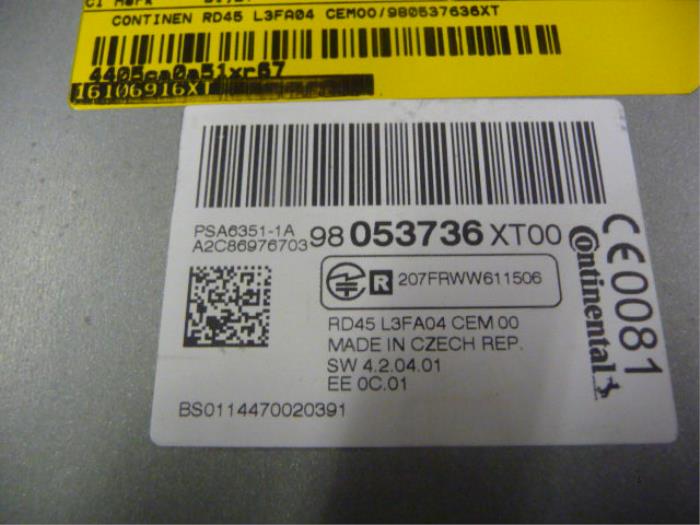 CONTINEN RD45 L3FA04 CEM00/980537636XT
16106916XT
PSA6351-1A
A2C86976703
98 053736 XT00
R 207FRWW611506
RD45 L3FA04 CEM 00
MADE IN CZECH REP.
SW 4.2.04.01
EE 0C.01
BS0114470020391
CE0081
Continental